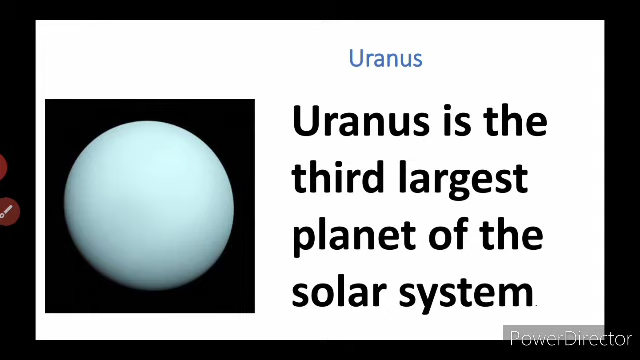 Uranus
Uranus is the
third largest
planet of the
solar system.
PowerDirector